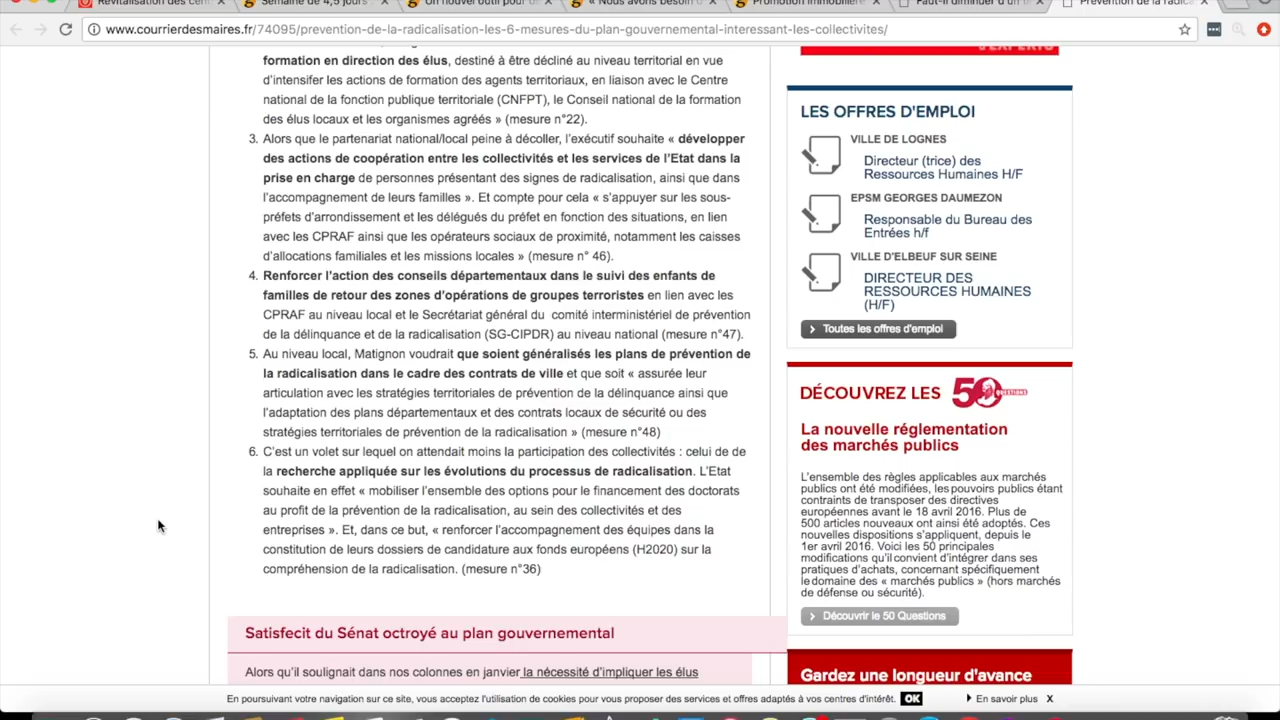 Revitalisation des cen
Semaine de 4,5 jours
Un nouvel outil pour d
« Nous avons besoin d
Promotion immobilière
Faut-il diminuer d'un ti
Prévention de la radica
www.courrierdesmaires.fr/74095/prevention-de-la-radicalisation-les-6-mesures-du-plan-gouvernemental-interessant-les-collectivites/
formation en direction des élus, destiné à être décliné au niveau territorial en vue
d'intensifier les actions de formation des agents territoriaux, en liaison avec le Centre
national de la fonction publique territoriale (CNFPT), le Conseil national de la formation
des élus locaux et les organismes agréés » (mesure n°22).
3. Alors que le partenariat national/local peine à décoller, l'exécutif souhaite « développer
des actions de coopération entre les collectivités et les services de l'Etat dans la
prise en charge de personnes présentant des signes de radicalisation, ainsi que dans
l'accompagnement de leurs familles ». Et compte pour cela « s'appuyer sur les sous-
préfets d'arrondissement et les délégués du préfet en fonction des situations, en lien
avec les CPRAF ainsi que les opérateurs sociaux de proximité, notamment les caisses
d'allocations familiales et les missions locales » (mesure n° 46).
4. Renforcer l'action des conseils départementaux dans le suivi des enfants de
familles de retour des zones d'opérations de groupes terroristes en lien avec les
CPRAF au niveau local et le Secrétariat général du comité interministériel de prévention
de la délinquance et de la radicalisation (SG-CIPDR) au niveau national (mesure n°47).
5. Au niveau local, Matignon voudrait que soient généralisés les plans de prévention de
la radicalisation dans le cadre des contrats de ville et que soit « assurée leur
articulation avec les stratégies territoriales de prévention de la délinquance ainsi que
l'adaptation des plans départementaux et des contrats locaux de sécurité ou des
stratégies territoriales de prévention de la radicalisation » (mesure n°48)
6. C'est un volet sur lequel on attendait moins la participation des collectivités : celui de de
la recherche appliquée sur les évolutions du processus de radicalisation. L'Etat
souhaite en effet « mobiliser l'ensemble des options pour le financement des doctorats
au profit de la prévention de la radicalisation, au sein des collectivités et des
entreprises ». Et, dans ce but, « renforcer l'accompagnement des équipes dans la
constitution de leurs dossiers de candidature aux fonds européens (H2020) sur la
compréhension de la radicalisation. (mesure n°36)
Satisfecit du Sénat octroyé au plan gouvernemental
Alors qu'il soulignait dans nos colonnes en janvier la nécessité d'impliquer les élus
D'EXPERTS
LES OFFRES D'EMPLOI
VILLE DE LOGNES
Directeur (trice) des
Ressources Humaines H/F
EPSM GEORGES DAUMEZON
Responsable du Bureau des
Entrées h/f
VILLE D'ELBEUF SUR SEINE
DIRECTEUR DES
RESSOURCES HUMAINES
(H/F)
Toutes les offres d'emploi
DÉCOUVREZ LES 50 QUESTIONS
La nouvelle réglementation
des marchés publics
L'ensemble des règles applicables aux marchés
publics ont été modifiées, les pouvoirs publics étant
contraints de transposer des directives
européennes avant le 18 avril 2016. Plus de
500 articles nouveaux ont ainsi été adoptés. Ces
nouvelles dispositions s'appliquent, depuis le
1er avril 2016. Voici les 50 principales
modifications qu'il convient d'intégrer dans ses
pratiques d'achats, concernant spécifiquement
le domaine des « marchés publics » (hors marchés
de défense ou sécurité).
Découvrir le 50 Questions
Gardez une longueur d'avance
En poursuivant votre navigation sur ce site, vous acceptez l'utilisation de cookies pour vous proposer des services et offres adaptés à vos centres d'intérêt. OK
En savoir plus X